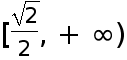 [√2/2, + ∞)